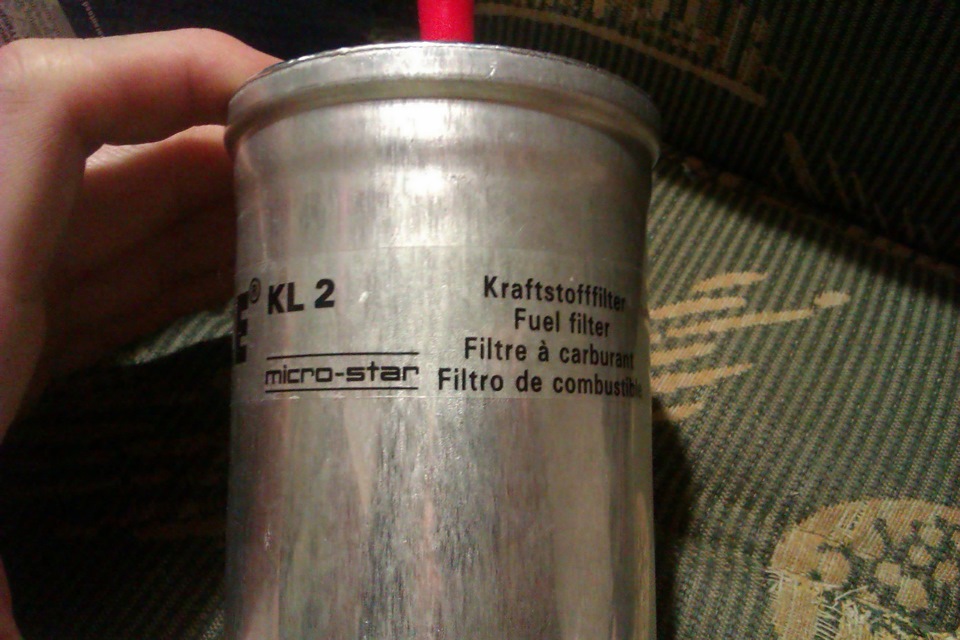 E® KL 2
micro-star
Kraftstofffilter
Fuel filter
Filtre à carburant
Filtro de combustible